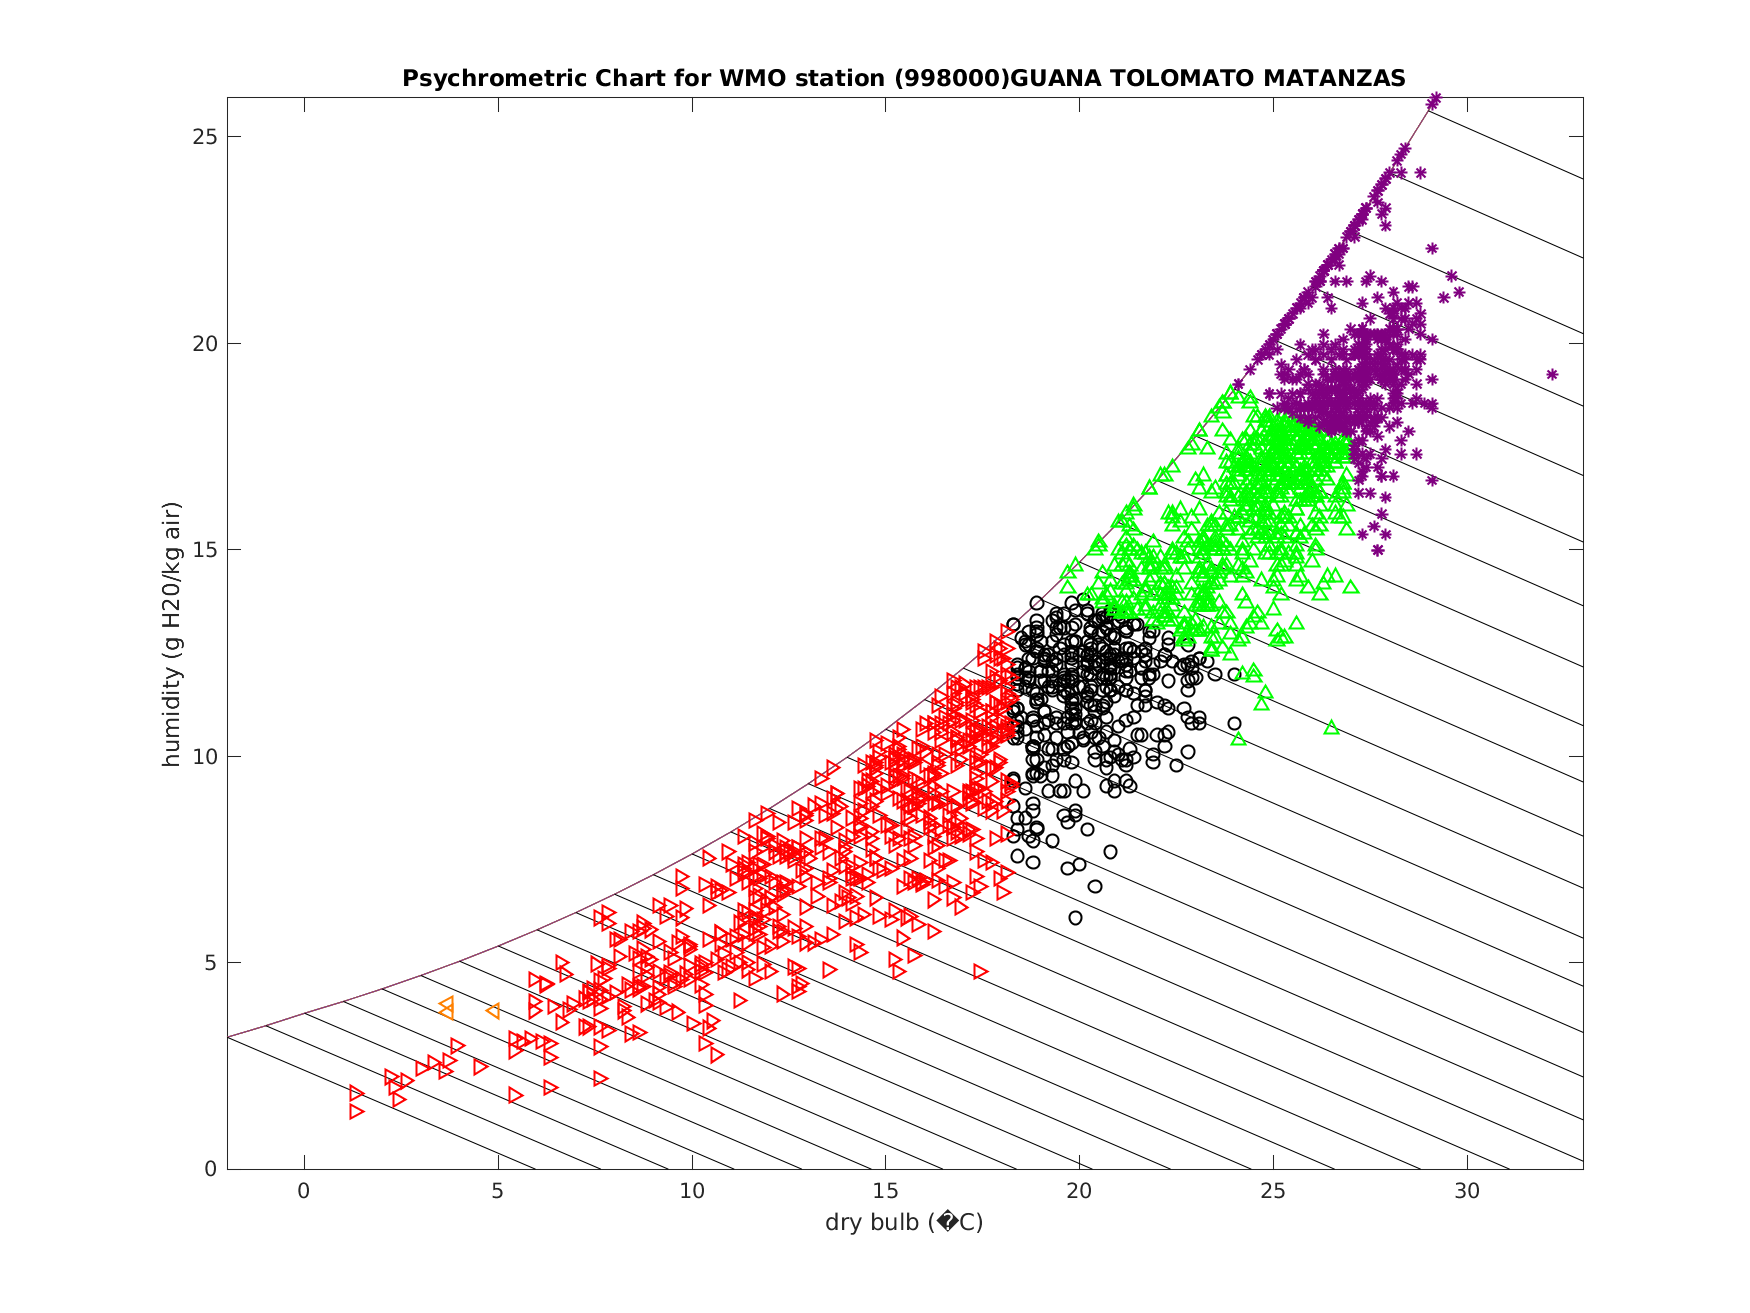 Psychrometric Chart for WMO station (998000)GUANA TOLOMATO MATANZAS
25
20
15
10
5
0
humidity (g H20/kg air)
0 5 10 15 20 25 30
dry bulb (�C)